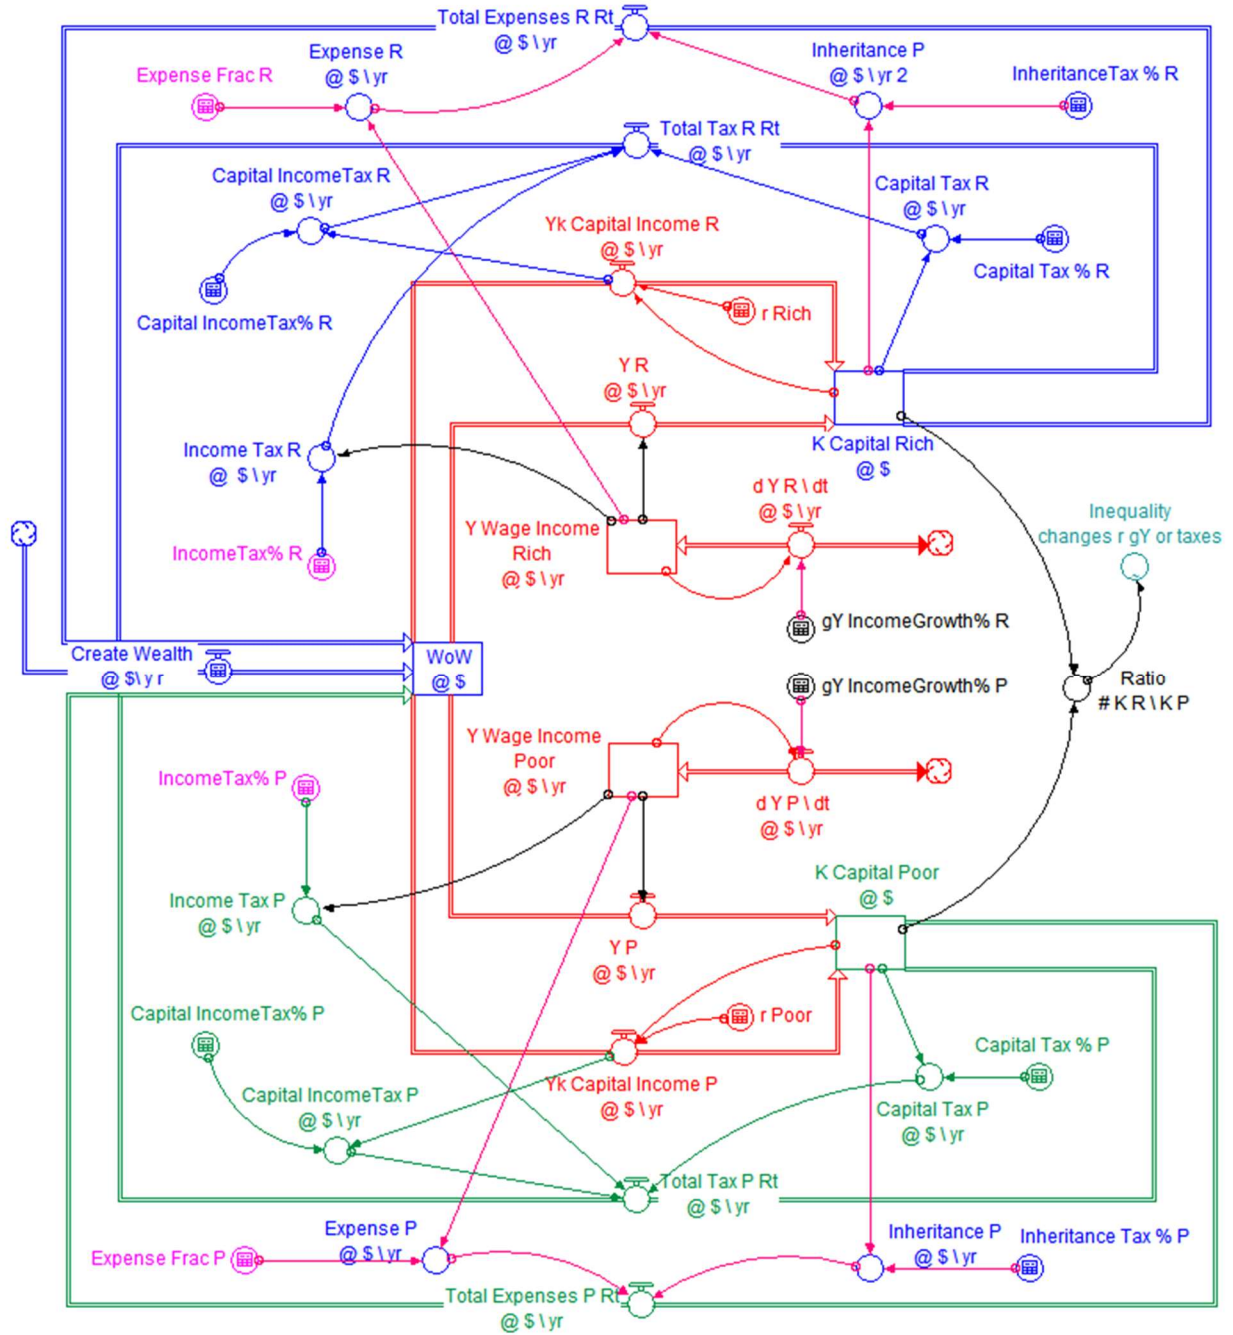 Total Expenses R Rt
@ $ \ yr
Expense R
@ $ \ yr
Inheritance P
@ $ \ yr 2
Expense Frac R
InheritanceTax % R
Total Tax R Rt
@ $ \ yr
Capital IncomeTax R
@ $ \ yr
Capital Tax R
@ $ \ yr
Yk Capital Income R
@ $ \ yr
Capital Tax % R
Capital IncomeTax% R
r Rich
Y R
@ $ \ yr
K Capital Rich
@ $
Income Tax R
@ $ \ yr
d Y R \ dt
@ $ \ yr
Y Wage Income
Rich
@ $ \ yr
Inequality
changes r gY or taxes
IncomeTax% R
gY IncomeGrowth% R
Create Wealth
@ $\ y r
WoW
@ $
gY IncomeGrowth% P
Ratio
# K R \ K P
Y Wage Income
Poor
@ $ \ yr
IncomeTax% P
d Y P \ dt
@ $ \ yr
K Capital Poor
@ $
Income Tax P
@ $ \ yr
Y P
@ $ \ yr
Capital IncomeTax% P
r Poor
Capital Tax % P
Yk Capital Income P
@ $ \ yr
Capital IncomeTax P
@ $ \ yr
Capital Tax P
@ $ \ yr
Total Tax P Rt
@ $ \ yr
Expense P
@ $ \ yr
Inheritance P
@ $ \ yr
Inheritance Tax % P
Expense Frac P
Total Expenses P Rt
@ $ \ yr